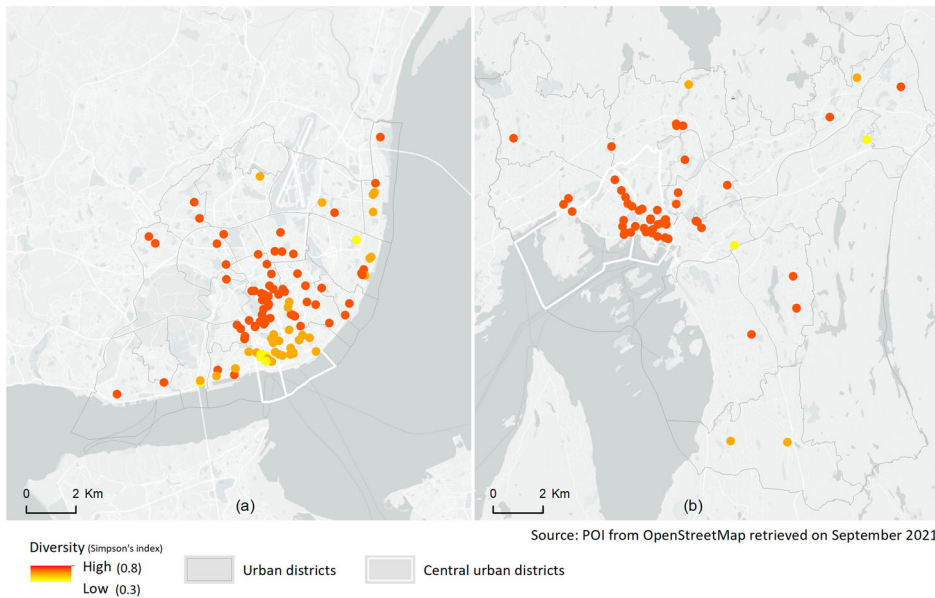 0 2 Km
(a)
0 2 Km
(b)
Source: POI from OpenStreetMap retrieved on September 2021
Diversity (Simpson's index)
High (0.8)
Low (0.3)
Urban districts
Central urban districts